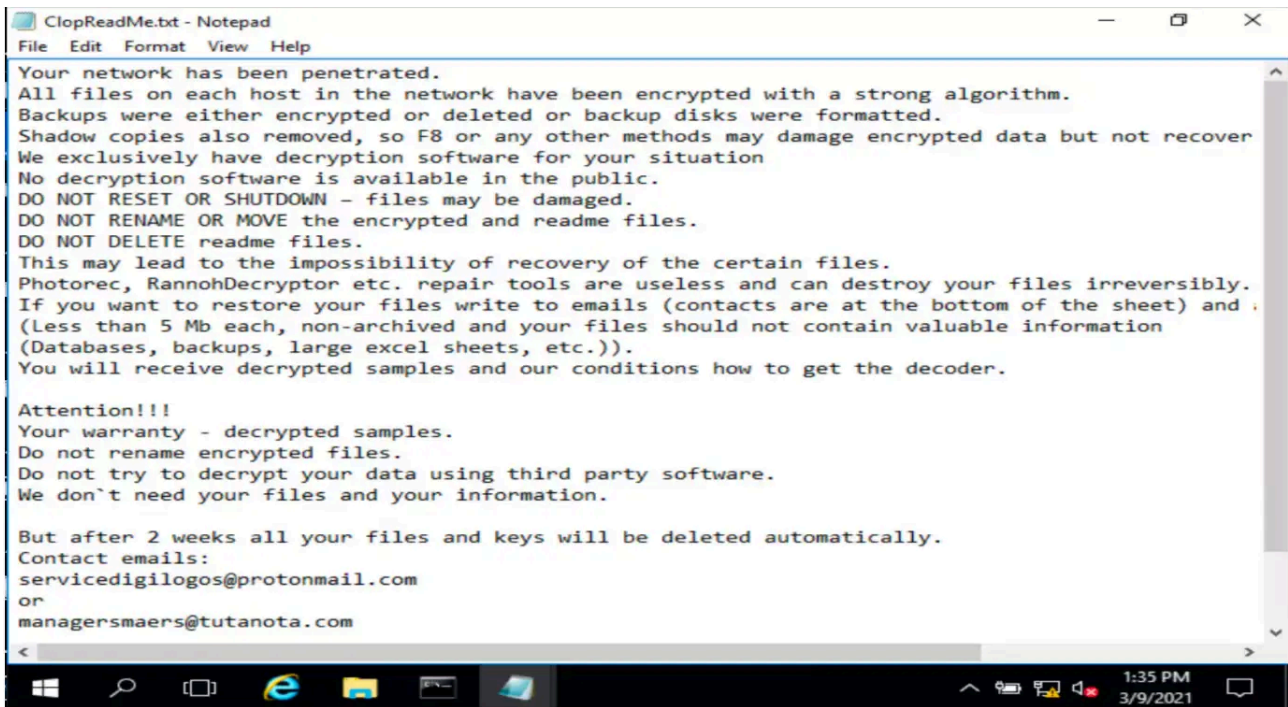 ClopReadMe.txt - Notepad
File Edit Format View Help
Your network has been penetrated.
All files on each host in the network have been encrypted with a strong algorithm.
Backups were either encrypted or deleted or backup disks were formatted.
Shadow copies also removed, so F8 or any other methods may damage encrypted data but not recover
We exclusively have decryption software for your situation
No decryption software is available in the public.
DO NOT RESET OR SHUTDOWN – files may be damaged.
DO NOT RENAME OR MOVE the encrypted and readme files.
DO NOT DELETE readme files.
This may lead to the impossibility of recovery of the certain files.
Photorec, RannohDecryptor etc. repair tools are useless and can destroy your files irreversibly.
If you want to restore your files write to emails (contacts are at the bottom of the sheet) and
(Less than 5 Mb each, non-archived and your files should not contain valuable information
(Databases, backups, large excel sheets, etc.)).
You will receive decrypted samples and our conditions how to get the decoder.
Attention!!!
Your warranty - decrypted samples.
Do not rename encrypted files.
Do not try to decrypt your data using third party software.
We don`t need your files and your information.
But after 2 weeks all your files and keys will be deleted automatically.
Contact emails:
servicedigilogos@protonmail.com
or
managersmaers@tutanota.com
1:35 PM
3/9/2021